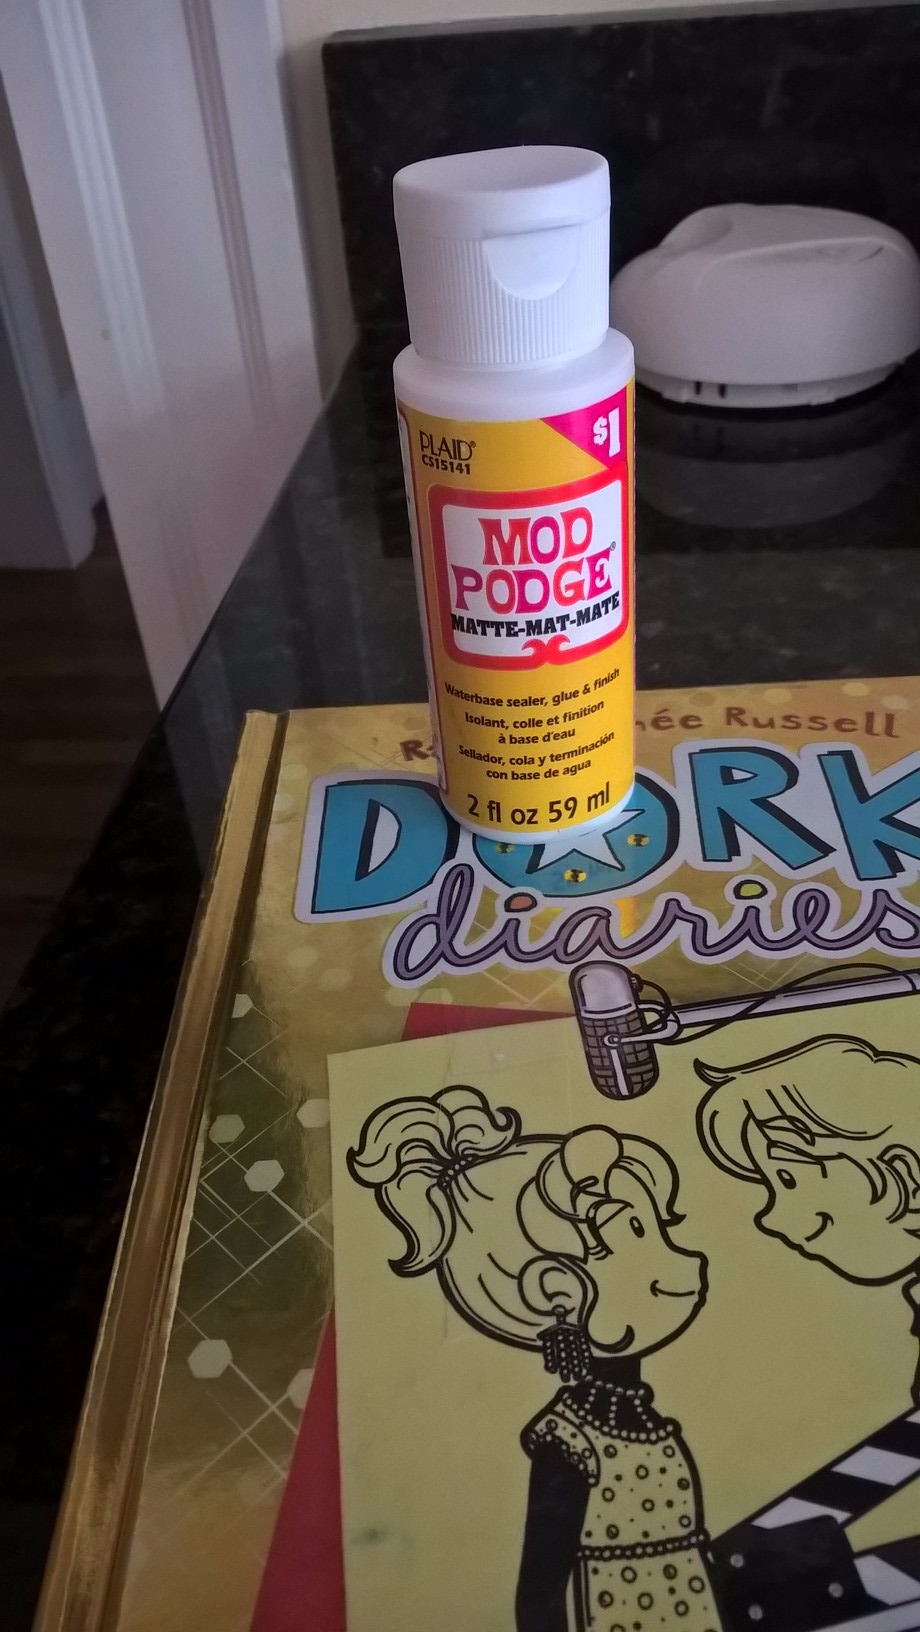 PLAID®
CS15141
$1
MOD
PODGE®
MATTE-MAT-MATE
Waterbase sealer, glue & finish
Isolant, colle et finition
à base d'eau
Sellador, cola y terminación
con base de agua
2 fl oz 59 ml
Russell
DORK
diaries